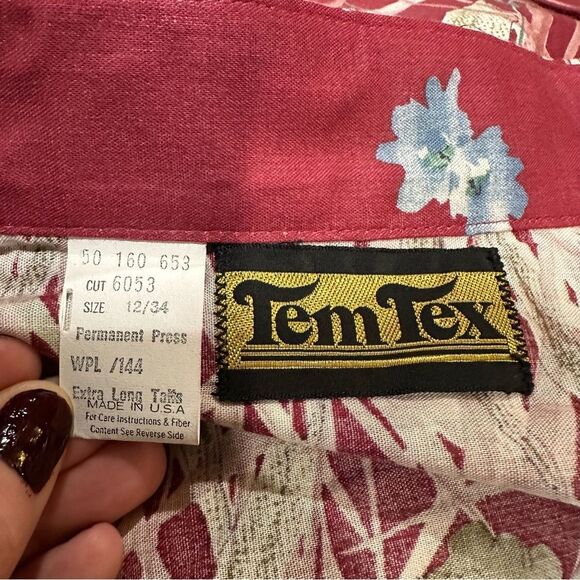 50 160 653
CUT 6053
SIZE 12/34
Permanent Press
WPL /144
Extra Long Tails
MADE IN U.S.A
For Care Instructions & Fiber
Content See Reverse Side
TemTex